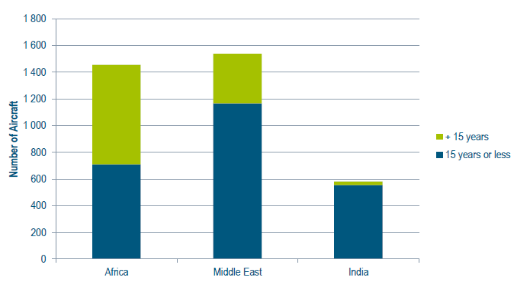 1 800
1 600
1 400
1 200
1 000
800
600
400
200
0
Number of Aircraft
Africa
Middle East
India
+ 15 years
15 years or less